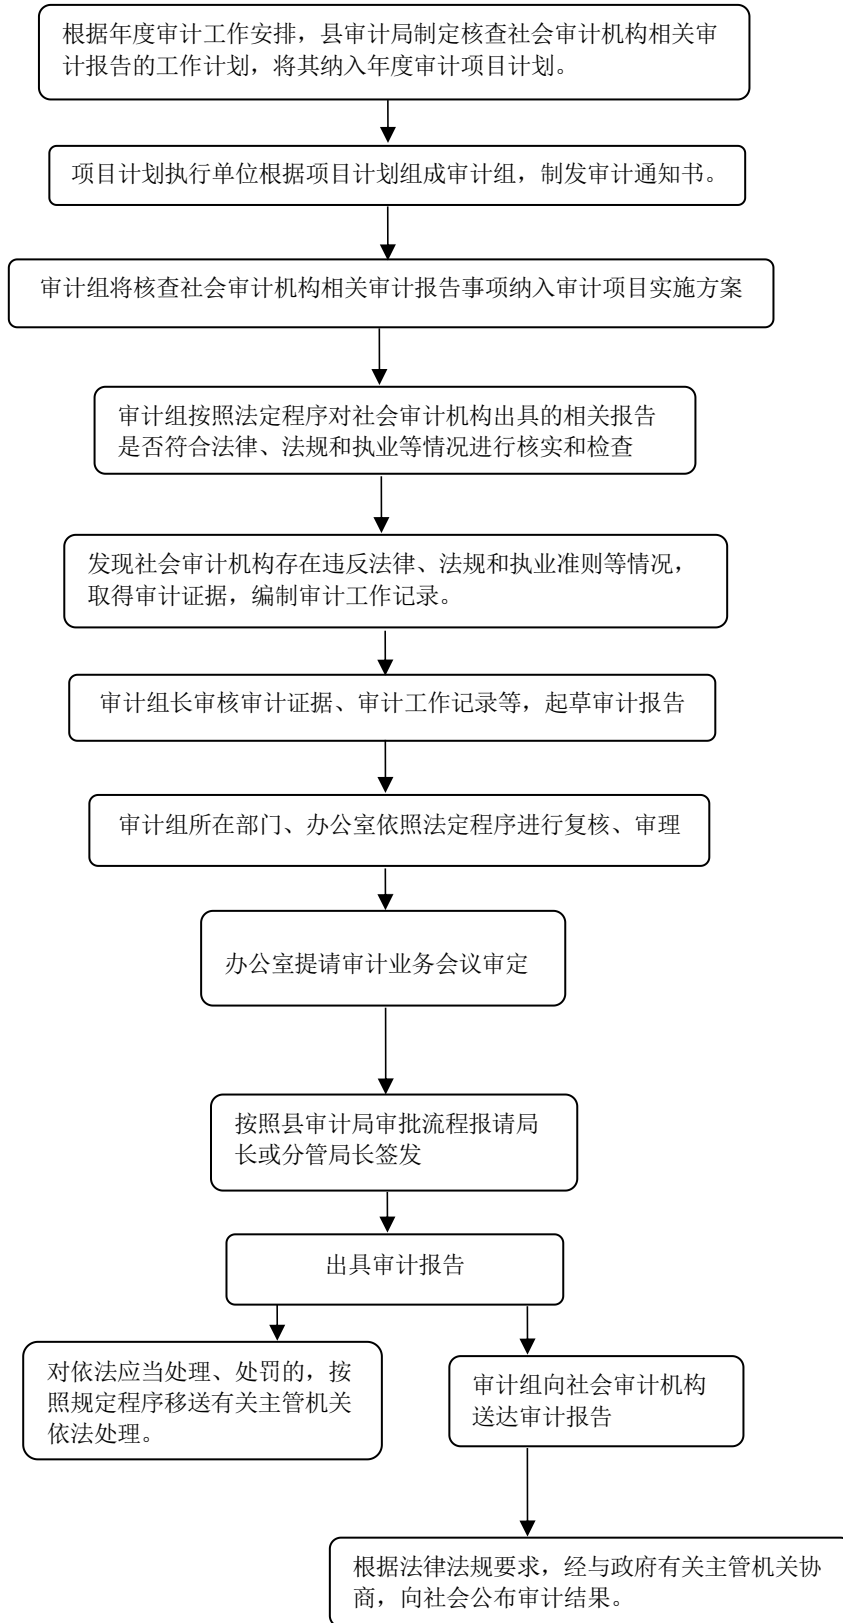 根据年度审计工作安排，县审计局制定核查社会审计机构相关审
计报告的工作计划，将其纳入年度审计项目计划。
项目计划执行单位根据项目计划组成审计组，制发审计通知书。
审计组将核查社会审计机构相关审计报告事项纳入审计项目实施方案
审计组按照法定程序对社会审计机构出具的相关报告
是否符合法律、法规和执业等情况进行核实和检查
发现社会审计机构存在违反法律、法规和执业准则等情况，
取得审计证据，编制审计工作记录。
审计组长审核审计证据、审计工作记录等，起草审计报告
审计组所在部门、办公室依照法定程序进行复核、审理
办公室提请审计业务会议审定
按照县审计局审批流程报请局
长或分管局长签发
出具审计报告
对依法应当处理、处罚的，按
照规定程序移送有关主管机关
依法处理。
审计组向社会审计机构
送达审计报告
根据法律法规要求，经与政府有关主管机关协
商，向社会公布审计结果。